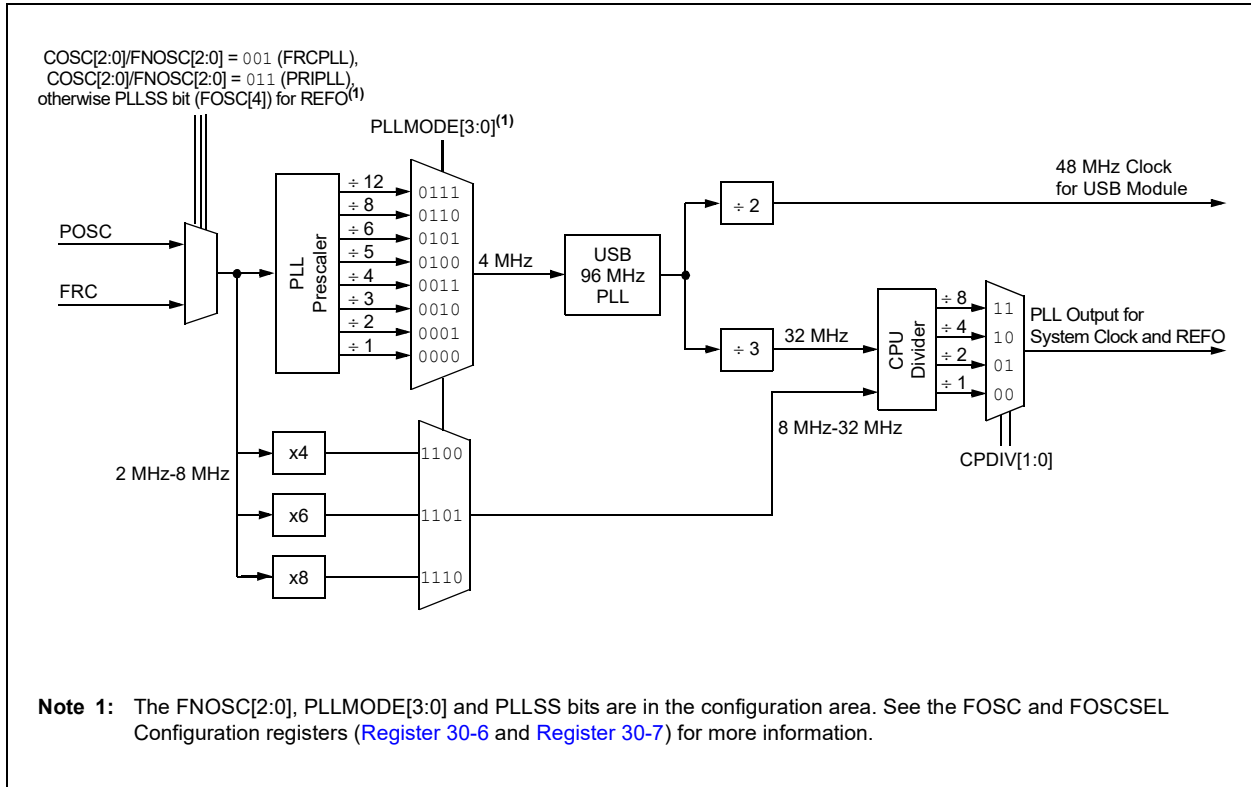 COSC[2:0]/FNOSC[2:0] = 001 (FRCPLL),
COSC[2:0]/FNOSC[2:0] = 011 (PRIPLL),
otherwise PLLSS bit (FOSC[4]) for REFO(1)
PLLMODE[3:0](1)
POSC
FRC
PLL
Prescaler
÷ 12
÷ 8
÷ 6
÷ 5
÷ 4
÷ 3
÷ 2
÷ 1
0111
0110
0101
0100
0011
0010
0001
0000
4 MHz
USB
96 MHz
PLL
÷ 2
48 MHz Clock
for USB Module
÷ 3
32 MHz
CPU
Divider
÷ 8
÷ 4
÷ 2
÷ 1
11
10
01
00
PLL Output for
System Clock and REFO
CPDIV[1:0]
8 MHz-32 MHz
2 MHz-8 MHz
x4
x6
x8
1100
1101
1110
Note 1: The FNOSC[2:0], PLLMODE[3:0] and PLLSS bits are in the configuration area. See the FOSC and FOSCSEL
Configuration registers (Register 30-6 and Register 30-7) for more information.